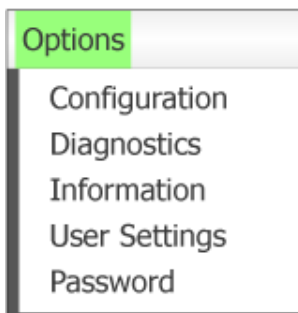 Options
Configuration
Diagnostics
Information
User Settings
Password